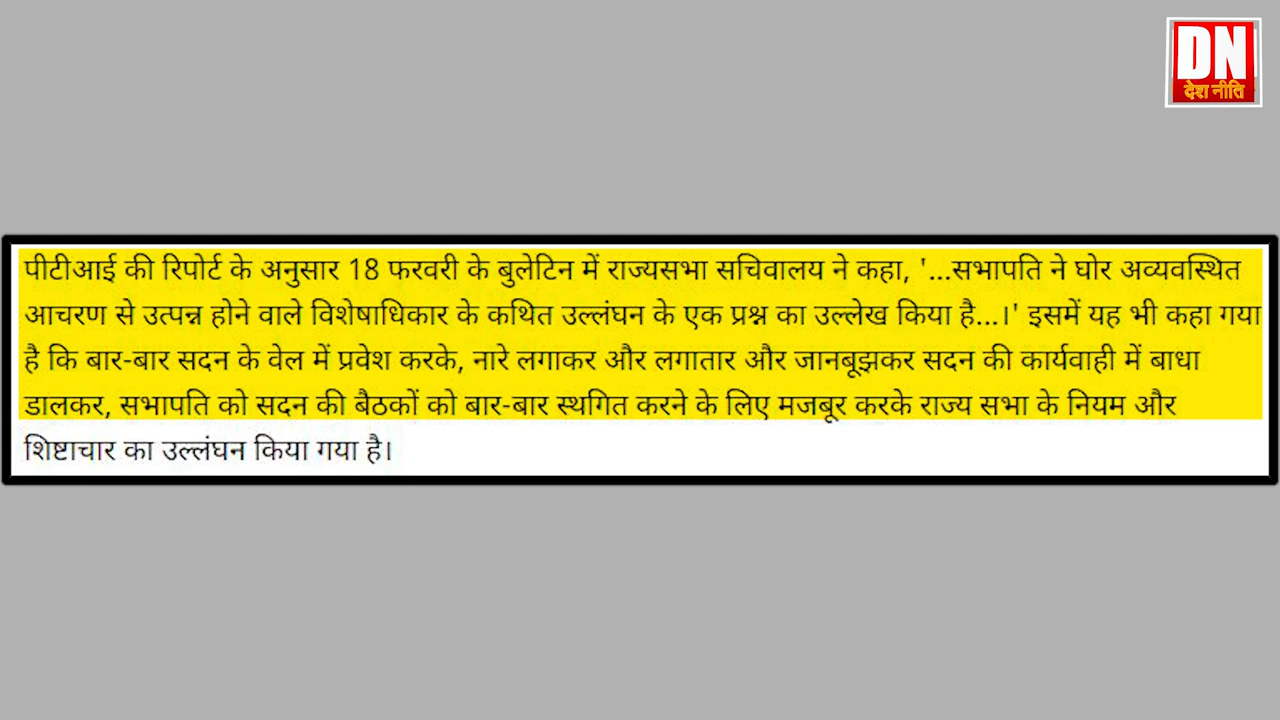 DN
देश नीति
पीटीआई की रिपोर्ट के अनुसार 18 फरवरी के बुलेटिन में राज्यसभा सचिवालय ने कहा, '...सभापति ने घोर अव्यवस्थित
आचरण से उत्पन्न होने वाले विशेषाधिकार के कथित उल्लंघन के एक प्रश्न का उल्लेख किया है...।' इसमें यह भी कहा गया
है कि बार-बार सदन के वेल में प्रवेश करके, नारे लगाकर और लगातार और जानबूझकर सदन की कार्यवाही में बाधा
डालकर, सभापति को सदन की बैठकों को बार-बार स्थगित करने के लिए मजबूर करके राज्य सभा के नियम और
शिष्टाचार का उल्लंघन किया गया है।